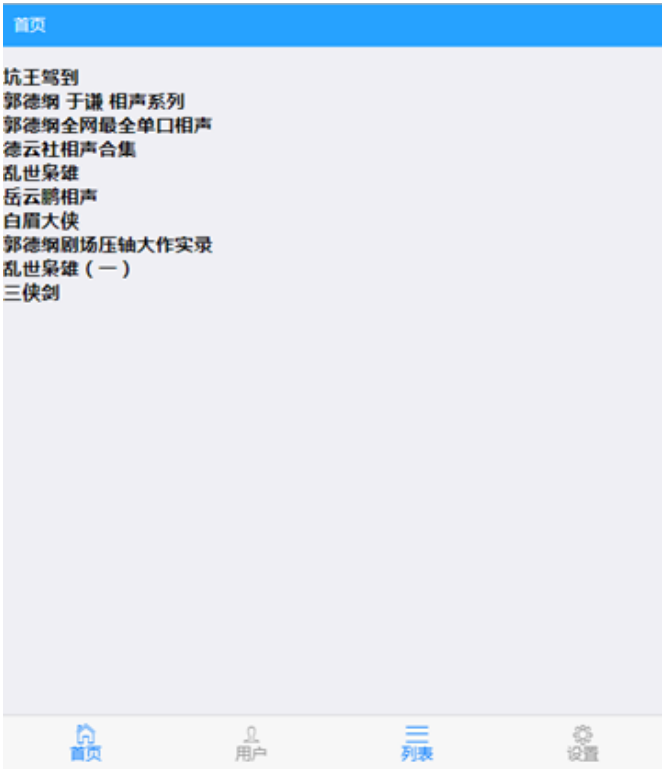 首页
坑王驾到
郭德纲 于谦 相声系列
郭德纲全网最全单口相声
德云社相声合集
乱世枭雄
岳云鹏相声
白眉大侠
郭德纲剧场压轴大作实录
乱世枭雄（一）
三侠剑
首页
用户
列表
设置